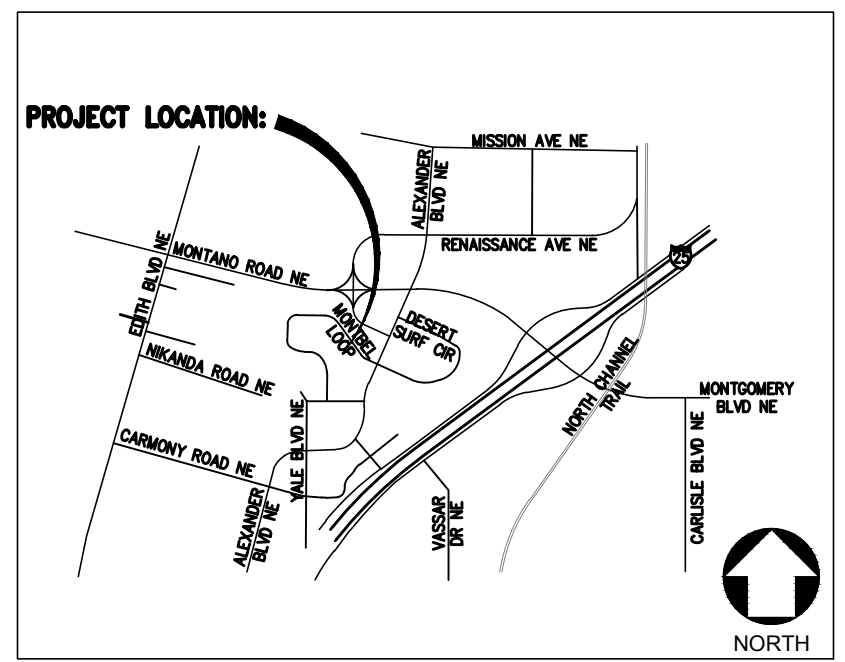 PROJECT LOCATION:
MISSION AVE NE
ALEXANDER
BLVD NE
RENAISSANCE AVE NE
25
EDITH BLVD NE
MONTANO ROAD NE
MONTBEL
LOOP
DESERT
SURF CIR
NIKANDA ROAD NE
NORTH CHANNEL
TRAIL
MONTGOMERY
BLVD NE
CARMONY ROAD NE
YALE BLVD NE
ALEXANDER
BLVD NE
VASSAR
DR NE
CARLISLE BLVD NE
NORTH